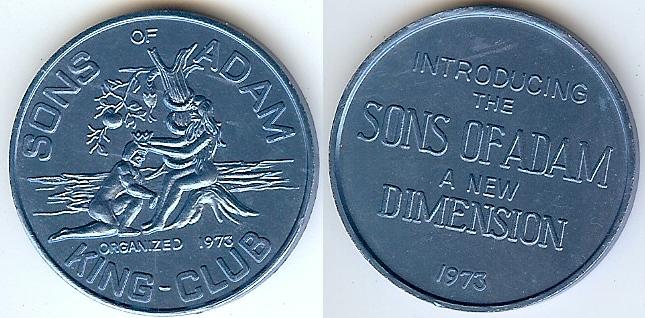 SONS OF ADAM
ORGANIZED 1973
KING-CLUB
INTRODUCING
THE
SONS OF ADAM
A NEW
DIMENSION
1973